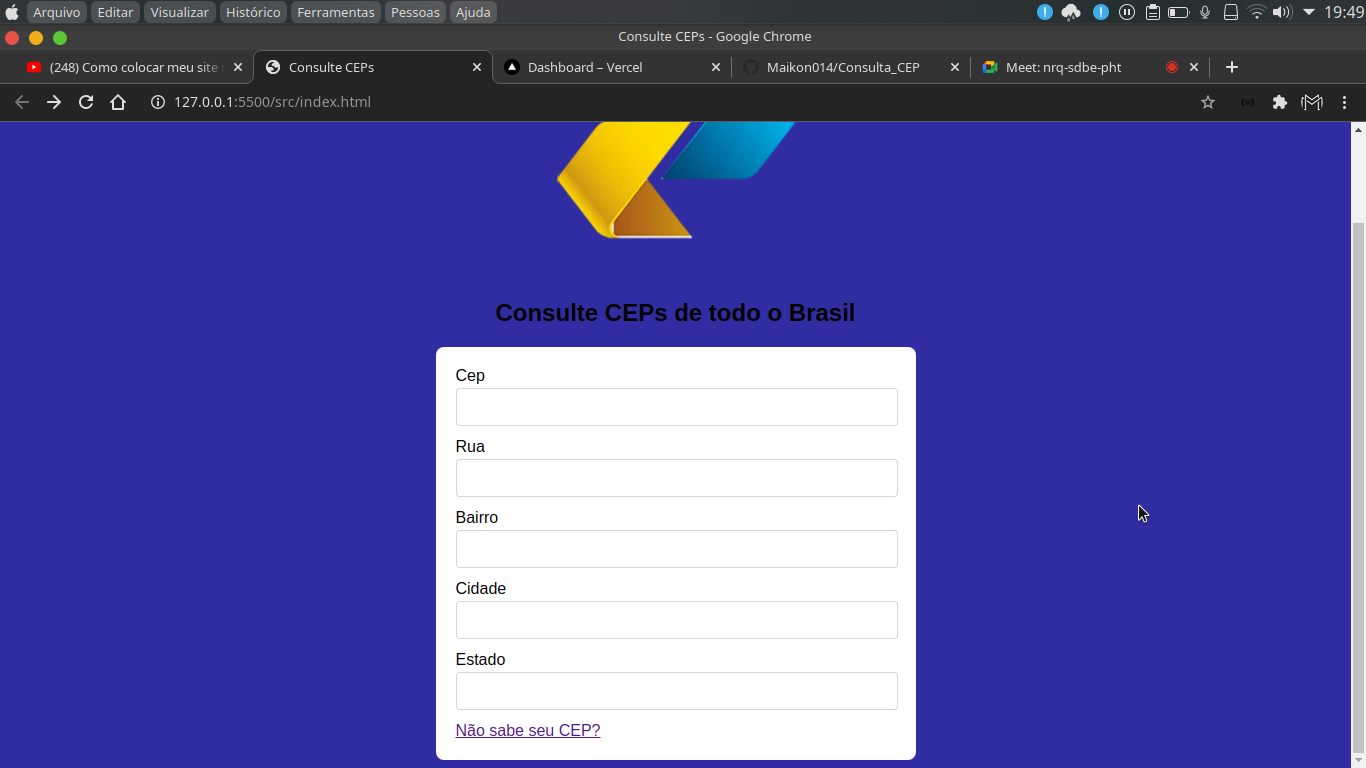 Arquivo Editar Visualizar Histórico Ferramentas Pessoas Ajuda 19:49
Consulte CEPs - Google Chrome
(248) Como colocar meu site Consulte CEPs Dashboard – Vercel Maikon014/Consulta_CEP Meet: nrq-sdbe-pht
127.0.0.1:5500/src/index.html
Consulte CEPs de todo o Brasil
Cep
Rua
Bairro
Cidade
Estado
Não sabe seu CEP?